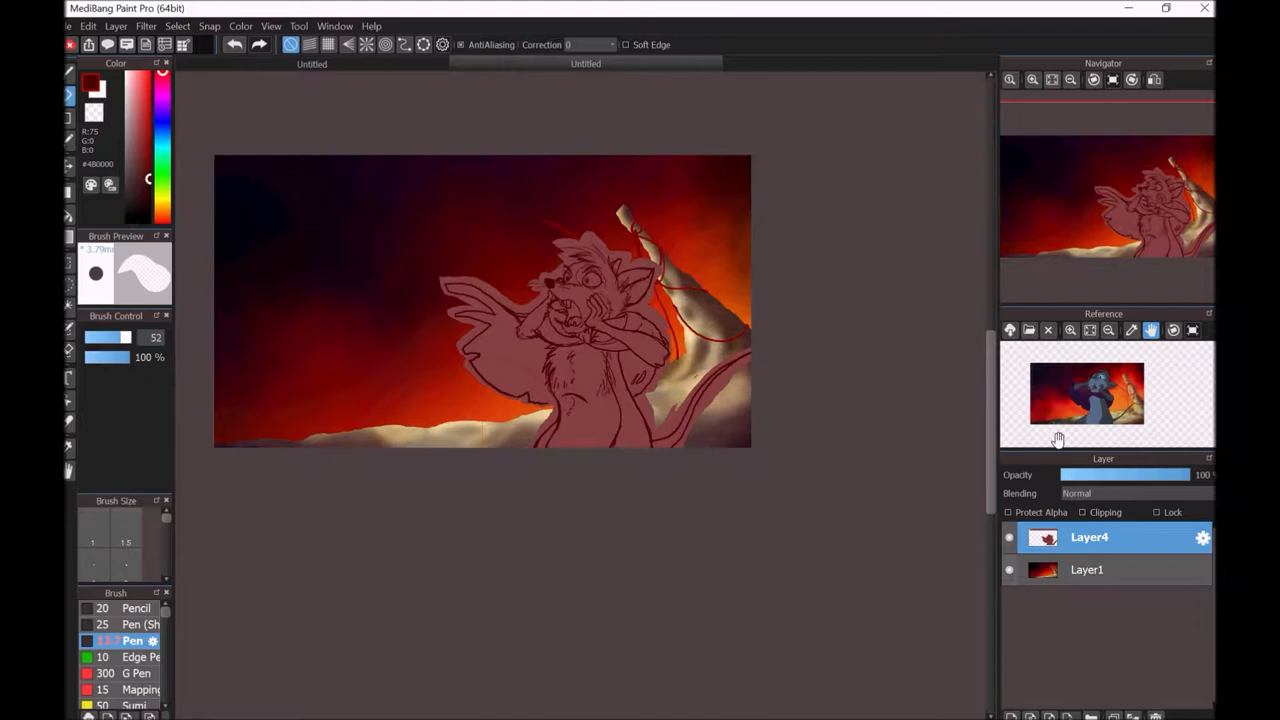 MediBang Paint Pro (64bit)
Edit Layer Filter Select Snap Color View Tool Window Help
AntiAliasing Correction 0 Soft Edge
Color
Untitled Untitled
Navigator
R:75
G:0
B:0
#4B0000
Brush Preview
* 3.79m
Brush Control
52
100 %
Reference
Layer
Opacity 100
Blending Normal
Protect Alpha Clipping Lock
Layer4
Layer1
Brush Size
1 1.5
Brush
20 Pencil
25 Pen (Sh
Pen
10 Edge Pe
300 G Pen
15 Mapping
50 Sumi